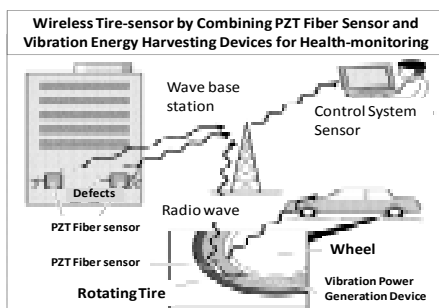 Wireless Tire-sensor by Combining PZT Fiber Sensor and
Vibration Energy Harvesting Devices for Health-monitoring
Wave base
station
Control System
Sensor
Defects
PZT Fiber sensor
Radio wave
PZT Fiber sensor
Wheel
Rotating Tire
Vibration Power
Generation Device